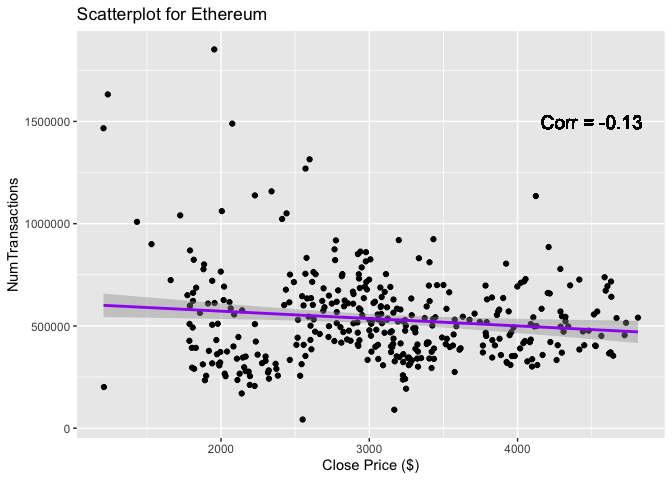 Scatterplot for Ethereum
Corr = -0.13
1500000
1000000
500000
0
NumTransactions
2000
3000
4000
Close Price ($)